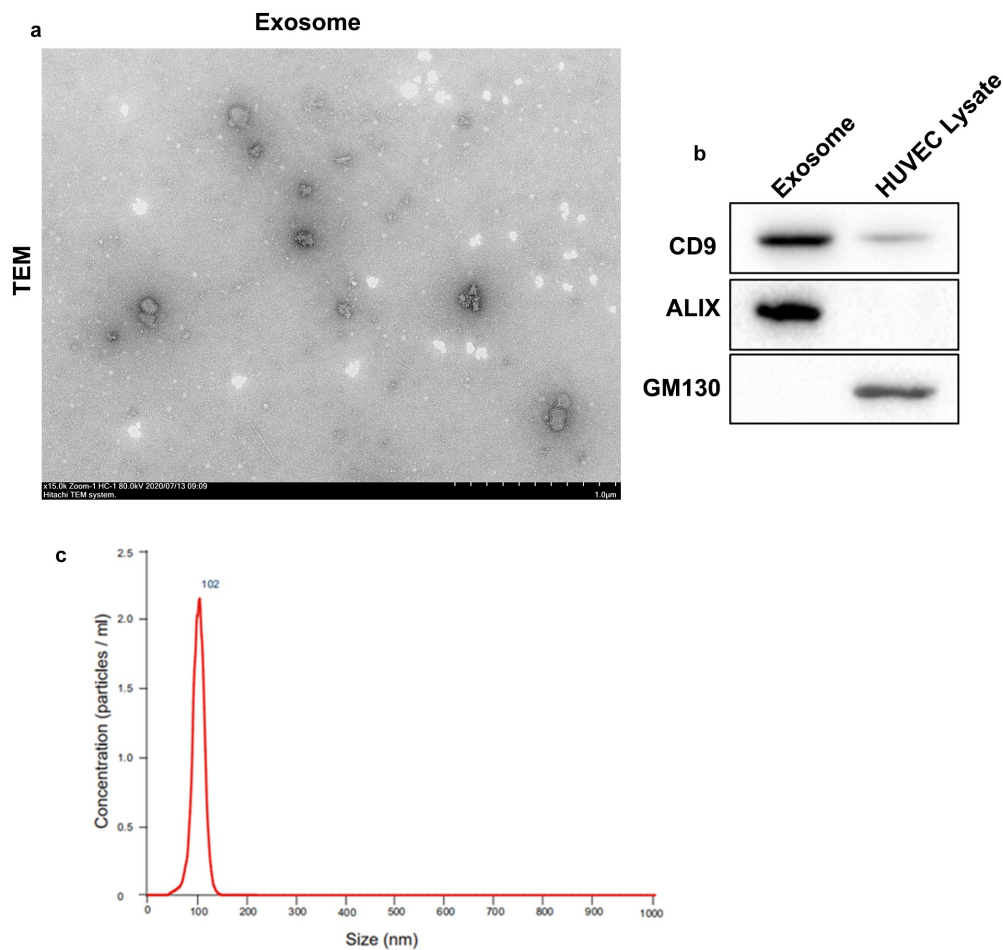 a
Exosome
TEM
x15.0k Zoom-1 HC-1 80.0kV 2020/07/13 09:09
Hitachi TEM system.
1.0μm
b
Exosome
HUVEC Lysate
CD9
ALIX
GM130
c
2.5
2.0
1.5
1.0
0.5
0
102
Concentration (particles / ml)
0 100 200 300 400 500 600 700 800 900 1000
Size (nm)